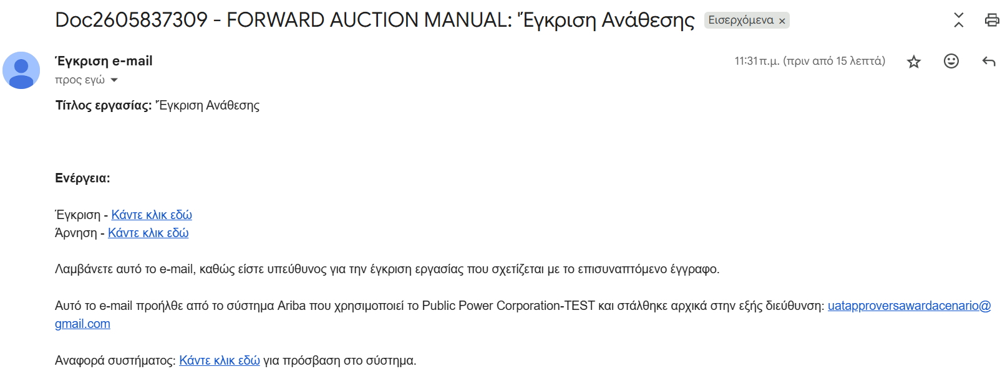 Doc2605837309 - FORWARD AUCTION MANUAL: "Έγκριση Ανάθεσης Εισερχόμενα ×
Έγκριση e-mail 11:31 π.μ. (πριν από 15 λεπτά)
προς εγώ
Τίτλος εργασίας: "Έγκριση Ανάθεσης
Ενέργεια:
Έγκριση - Κάντε κλικ εδώ
Άρνηση - Κάντε κλικ εδώ
Λαμβάνετε αυτό το e-mail, καθώς είστε υπεύθυνος για την έγκριση εργασίας που σχετίζεται με το επισυναπτόμενο έγγραφο.
Αυτό το e-mail προήλθε από το σύστημα Ariba που χρησιμοποιεί το Public Power Corporation-TEST και στάλθηκε αρχικά στην εξής διεύθυνση: uatapproversawardacenario@
gmail.com
Αναφορά συστήματος: Κάντε κλικ εδώ για πρόσβαση στο σύστημα.